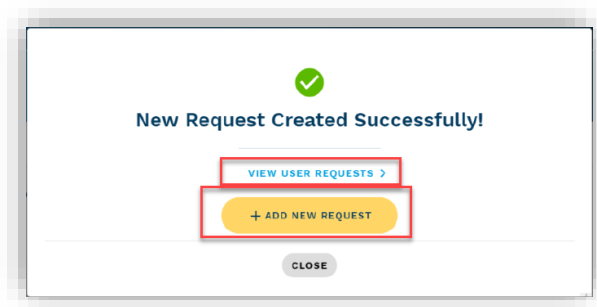 New Request Created Successfully!
VIEW USER REQUESTS >
+ ADD NEW REQUEST
CLOSE